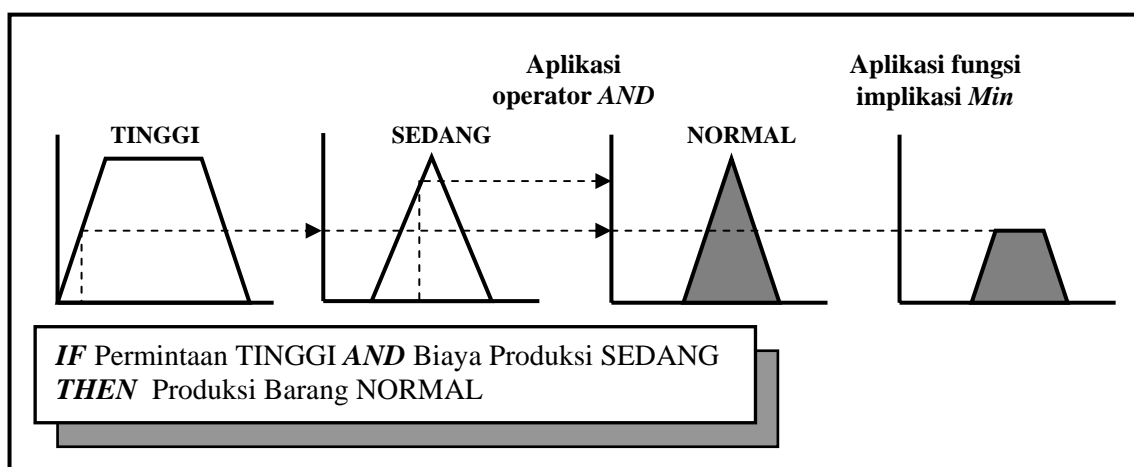 Aplikasi
operator AND
Aplikasi fungsi
implikasi Min
TINGGI
SEDANG
NORMAL
IF Permintaan TINGGI AND Biaya Produksi SEDANG
THEN Produksi Barang NORMAL